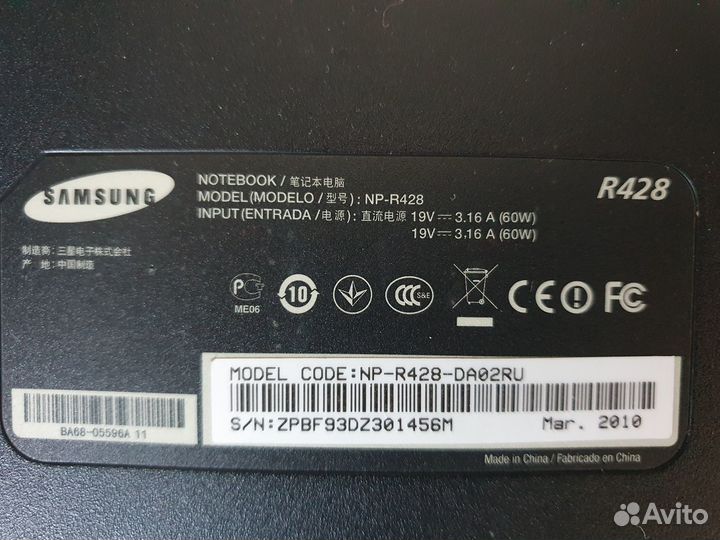 SAMSUNG
NOTEBOOK / 笔记本电脑
MODEL(MODELO / 型号) : NP-R428
INPUT(ENTRADA / 电源) : 直流电源 19V 3.16 A (60W)
19V 3.16 A (60W)
R428
制造商: 三星电子株式会社
产 地: 中国制造
PG
ME06
10
CCC S&E
CE FC
MODEL CODE:NP-R428-DA02RU
S/N:ZPBF93DZ301456M Mar. 2010
BA68-05596A 11
Made in China / Fabricado en China
Avito